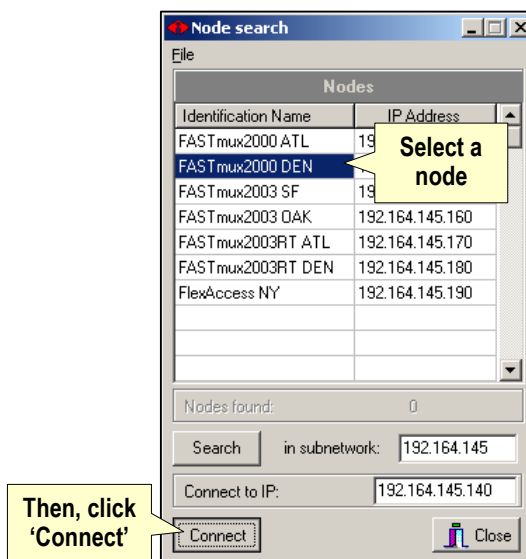 Node search
File
Nodes
Identification Name IP Address
FASTmux2000 ATL 19
Select a
node
FASTmux2000 DEN
FASTmux2003 SF 19
FASTmux2003 OAK 192.164.145.160
FASTmux2003RT ATL 192.164.145.170
FASTmux2003RT DEN 192.164.145.180
FlexAccess NY 192.164.145.190
Nodes found: 0
Search in subnetwork: 192.164.145
Connect to IP: 192.164.145.140
Then, click
‘Connect’
Connect Close